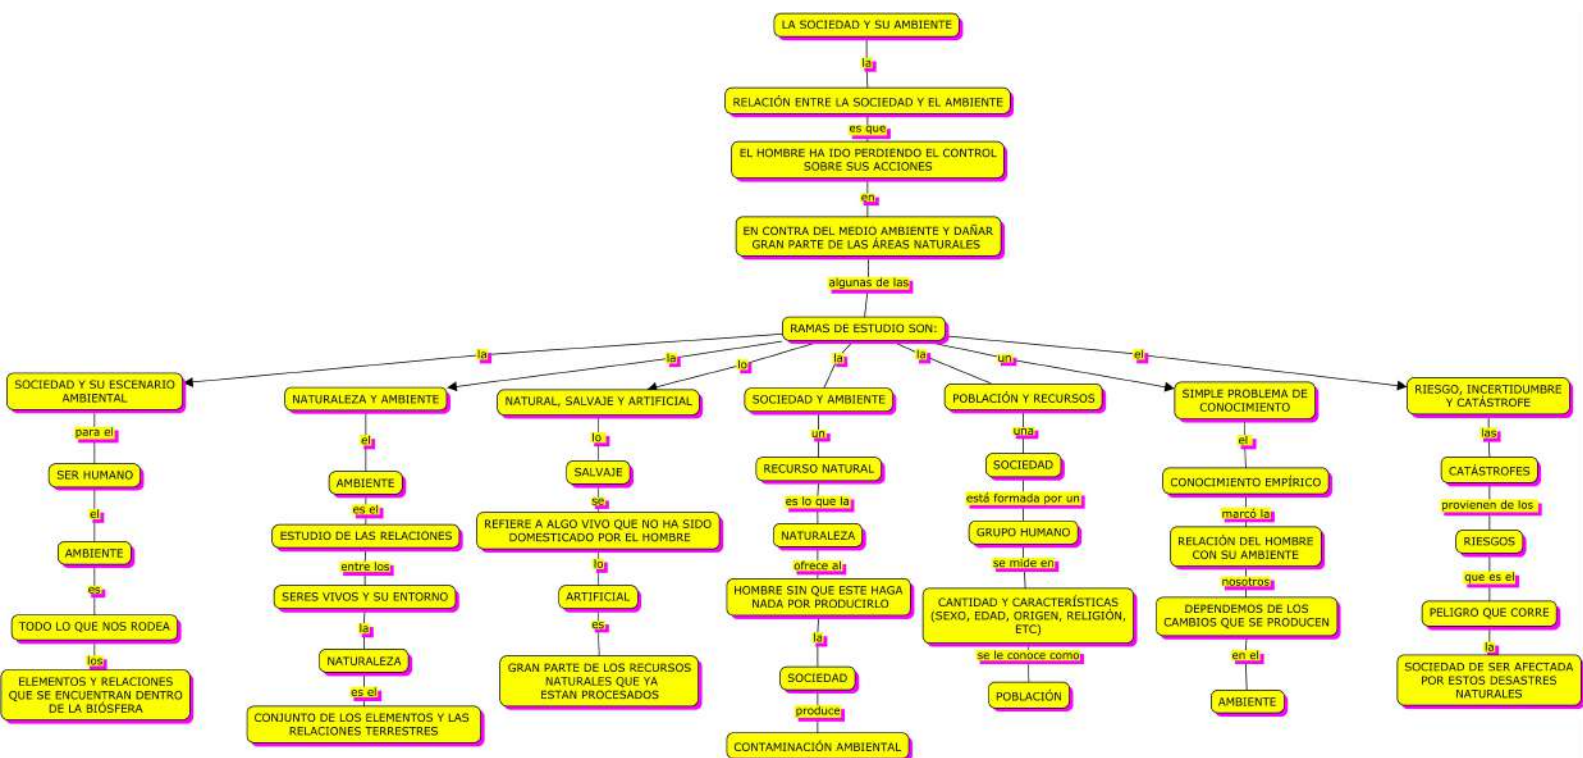 LA SOCIEDAD Y SU AMBIENTE
la
RELACIÓN ENTRE LA SOCIEDAD Y EL AMBIENTE
es que
EL HOMBRE HA IDO PERDIENDO EL CONTROL
SOBRE SUS ACCIONES
en
EN CONTRA DEL MEDIO AMBIENTE Y DAÑAR
GRAN PARTE DE LAS ÁREAS NATURALES
algunas de las
RAMAS DE ESTUDIO SON:
la
SOCIEDAD Y SU ESCENARIO
AMBIENTAL
para el
SER HUMANO
el
AMBIENTE
es
TODO LO QUE NOS RODEA
los
ELEMENTOS Y RELACIONES
QUE SE ENCUENTRAN DENTRO
DE LA BIÓSFERA
la
NATURALEZA Y AMBIENTE
el
AMBIENTE
es el
ESTUDIO DE LAS RELACIONES
entre los
SERES VIVOS Y SU ENTORNO
la
NATURALEZA
es el
CONJUNTO DE LOS ELEMENTOS Y LAS
RELACIONES TERRESTRES
lo
NATURAL, SALVAJE Y ARTIFICIAL
lo
SALVAJE
se
REFIERE A ALGO VIVO QUE NO HA SIDO
DOMESTICADO POR EL HOMBRE
lo
ARTIFICIAL
es
GRAN PARTE DE LOS RECURSOS
NATURALES QUE YA
ESTAN PROCESADOS
la
SOCIEDAD Y AMBIENTE
un
RECURSO NATURAL
es lo que la
NATURALEZA
ofrece al
HOMBRE SIN QUE ESTE HAGA
NADA POR PRODUCIRLO
la
SOCIEDAD
produce
CONTAMINACIÓN AMBIENTAL
la
POBLACIÓN Y RECURSOS
una
SOCIEDAD
está formada por un
GRUPO HUMANO
se mide en
CANTIDAD Y CARACTERÍSTICAS
(SEXO, EDAD, ORIGEN, RELIGIÓN,
ETC)
se le conoce como
POBLACIÓN
un
SIMPLE PROBLEMA DE
CONOCIMIENTO
el
CONOCIMIENTO EMPÍRICO
marcó la
RELACIÓN DEL HOMBRE
CON SU AMBIENTE
nosotros
DEPENDEMOS DE LOS
CAMBIOS QUE SE PRODUCEN
en el
AMBIENTE
el
RIESGO, INCERTIDUMBRE
Y CATÁSTROFE
las
CATÁSTROFES
provienen de los
RIESGOS
que es el
PELIGRO QUE CORRE
la
SOCIEDAD DE SER AFECTADA
POR ESTOS DESASTRES
NATURALES